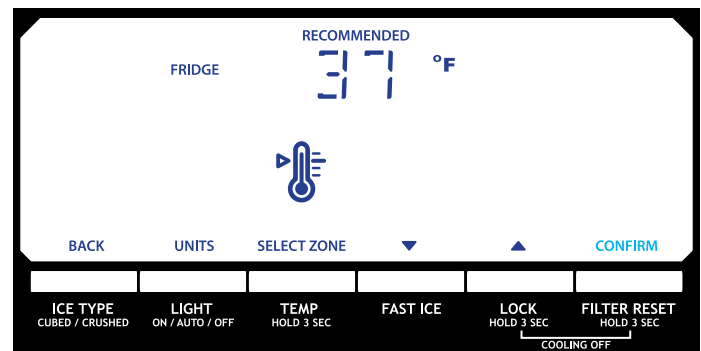 RECOMMENDED
FRIDGE 37 °F
BACK UNITS SELECT ZONE ▼ ▲ CONFIRM
ICE TYPE LIGHT TEMP FAST ICE LOCK FILTER RESET
CUBED / CRUSHED ON / AUTO / OFF HOLD 3 SEC HOLD 3 SEC HOLD 3 SEC
COOLING OFF